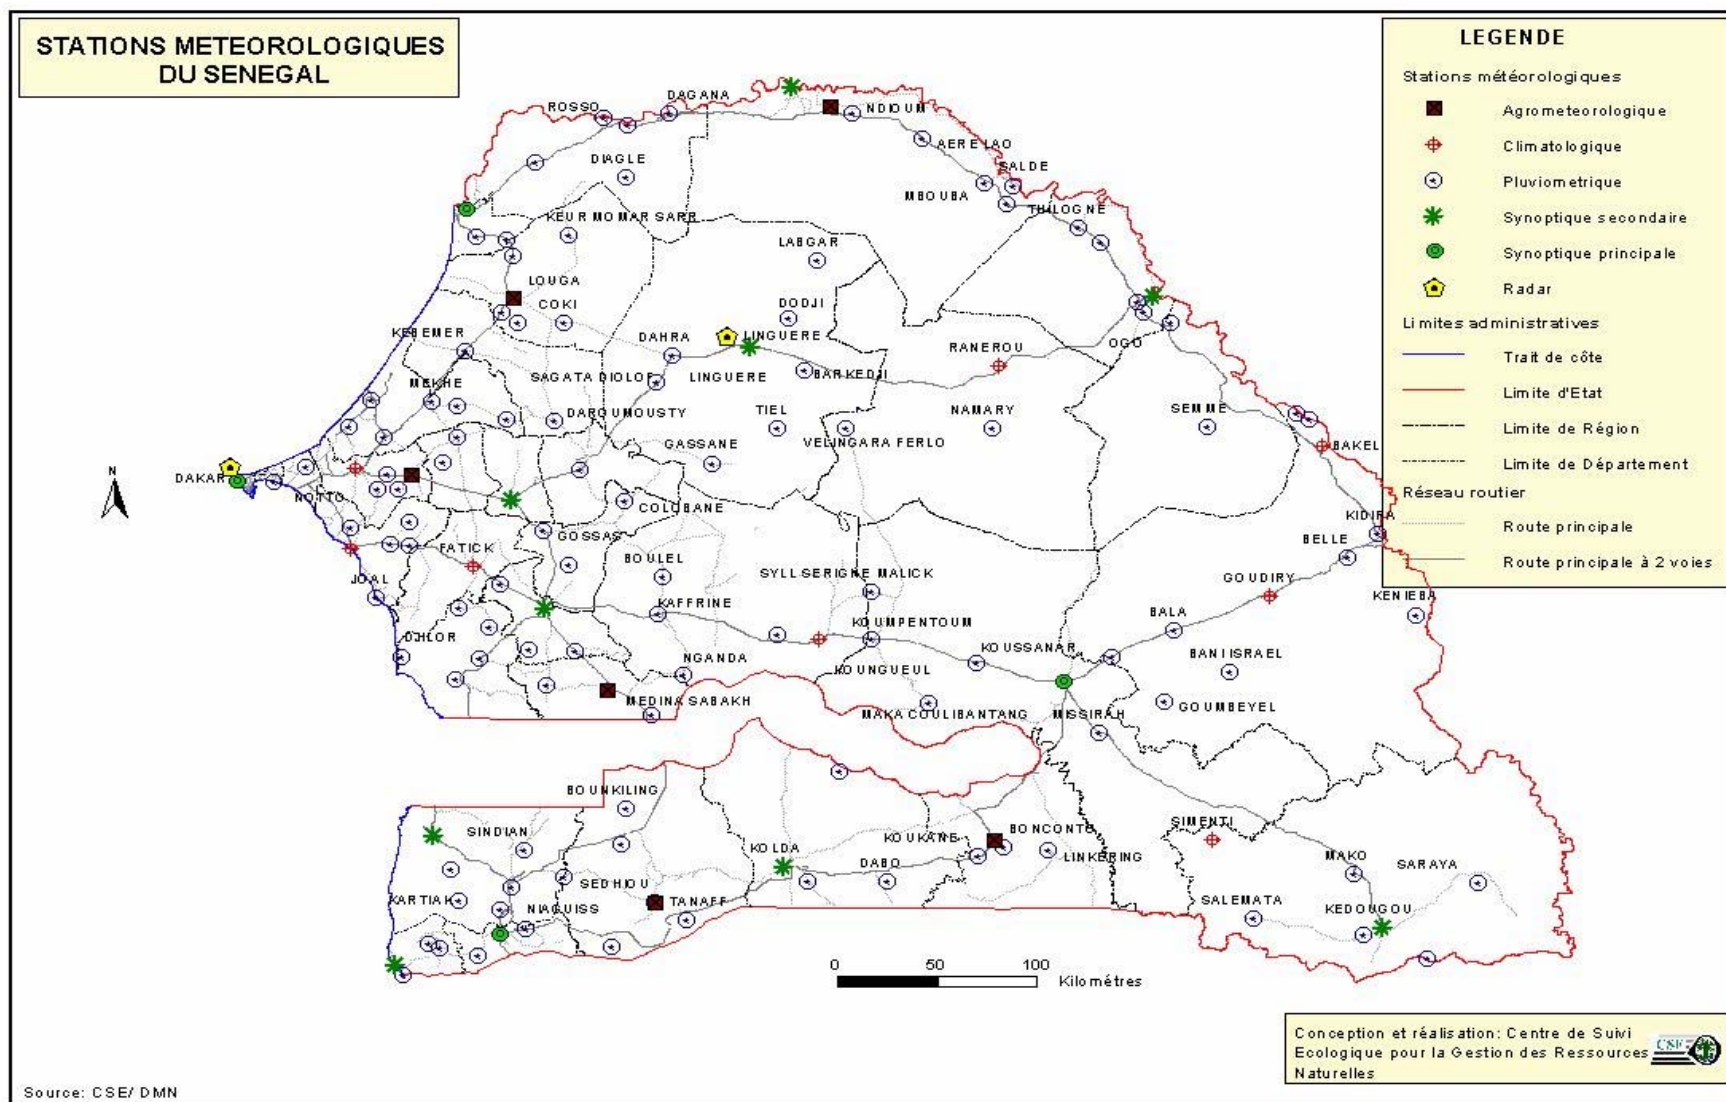 STATIONS METEOROLOGIQUES
DU SENEGAL
LEGENDE
Stations météorologiques
Agrometeorologique
Climatologique
Pluviometrique
Synoptique secondaire
Synoptique principale
Radar
Limites administratives
Trait de côte
Limite d'Etat
Limite de Région
Limite de Département
Réseau routier
Route principale
Route principale à 2 voies
DAGANA
ROSSO
NDIOUM
AERE LAO
DIAGLE
SALDE
MBOUBA
THILOGNE
KEUR MOMAR SARR
LABGAR
LOUGA
COKI
DODJI
KEBEMER
DAHRA
LINGUERE
OGO
RANEROU
LINGUERE
BARKEDJI
SAGATA DIOLOF
MEKHE
DAROUMOUSTY
TIEL
NAMARY
SEMME
GASSANE
VELINGARA FERLO
BAKEL
N
DAKAR
NOTTO
COLOBANE
KIDIRA
GOSSAS
BELLE
FATICK
BOULEL
SYLL SERIGNE MALICK
GOUDIRY
JOAL
KENIEBA
KAFFRINE
BALA
DJILOR
KOUMPENTOUM
KOUSSANAR
BANI ISRAEL
NGANDA
KOUNGUEUL
MEDINA SABAKH
GOUMBEYEL
MAKA COULIBANTANG
MISSIRAH
BOUNKILING
SIMENTI
SINDIAN
KOUKANE
BONCONTO
KOLDA
LINKERING
DABO
MAKO
SARAYA
SEDHIOU
KARTIAK
TANAFF
SALEMATA
NIAGUISS
KEDOUGOU
0 50 100
Kilométres
Conception et réalisation: Centre de Suivi
Ecologique pour la Gestion des Ressources
Naturelles
CSE
Source: CSE/ DMN